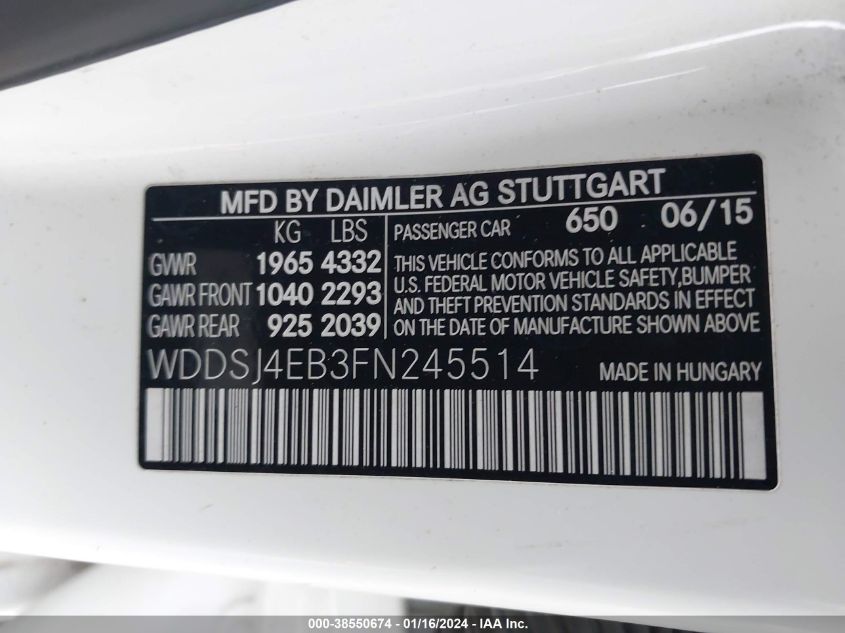 MFD BY DAIMLER AG STUTTGART
KG LBS
GVWR 1965 4332
GAWR FRONT 1040 2293
GAWR REAR 925 2039
PASSENGER CAR 650 06/15
THIS VEHICLE CONFORMS TO ALL APPLICABLE
U.S. FEDERAL MOTOR VEHICLE SAFETY,BUMPER
AND THEFT PREVENTION STANDARDS IN EFFECT
ON THE DATE OF MANUFACTURE SHOWN ABOVE
WDDSJ4EB3FN245514 MADE IN HUNGARY
000-38550674 - 01/16/2024 - IAA Inc.